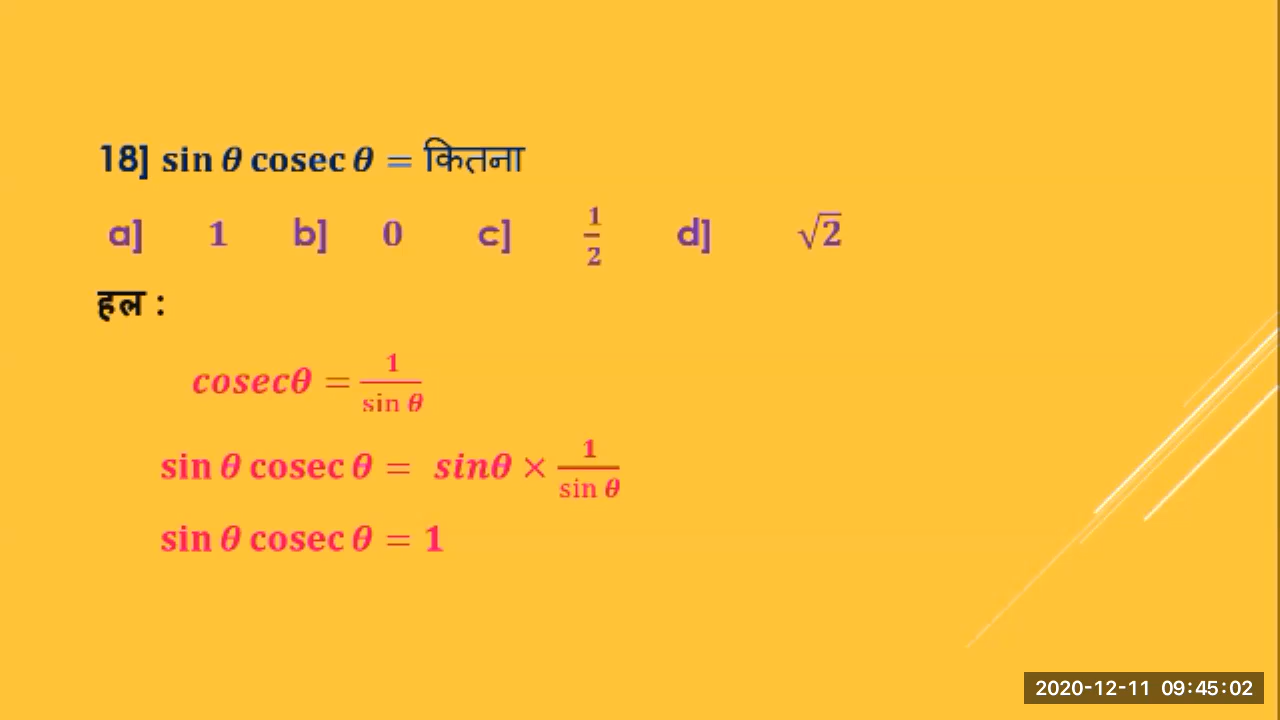 18] sin θ cosec θ = कितना
a] 1 b] 0 c] 1/2 d] √2
हल :
cosecθ = 1/sin θ
sin θ cosec θ = sinθ × 1/sin θ
sin θ cosec θ = 1
2020-12-11 09:45:02